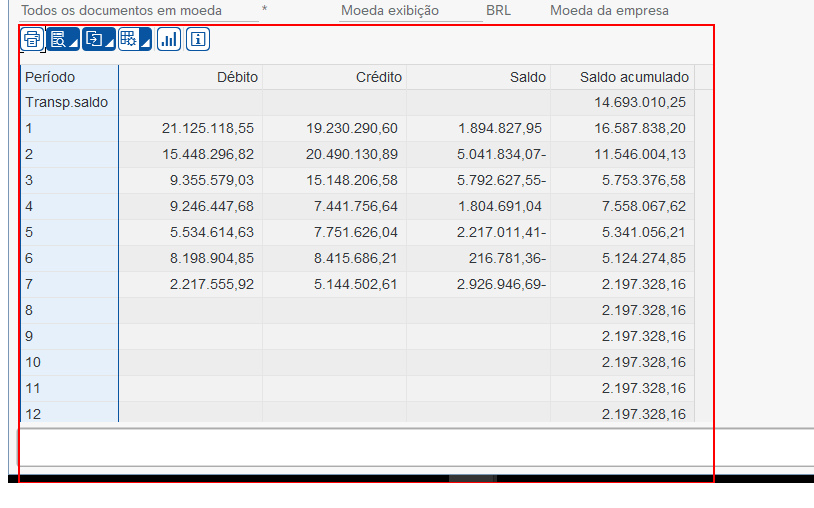 Todos os documentos em moeda * Moeda exibição BRL Moeda da empresa
Período Débito Crédito Saldo Saldo acumulado
Transp.saldo 14.693.010,25
1 21.125.118,55 19.230.290,60 1.894.827,95 16.587.838,20
2 15.448.296,82 20.490.130,89 5.041.834,07- 11.546.004,13
3 9.355.579,03 15.148.206,58 5.792.627,55- 5.753.376,58
4 9.246.447,68 7.441.756,64 1.804.691,04 7.558.067,62
5 5.534.614,63 7.751.626,04 2.217.011,41- 5.341.056,21
6 8.198.904,85 8.415.686,21 216.781,36- 5.124.274,85
7 2.217.555,92 5.144.502,61 2.926.946,69- 2.197.328,16
8 2.197.328,16
9 2.197.328,16
10 2.197.328,16
11 2.197.328,16
12 2.197.328,16